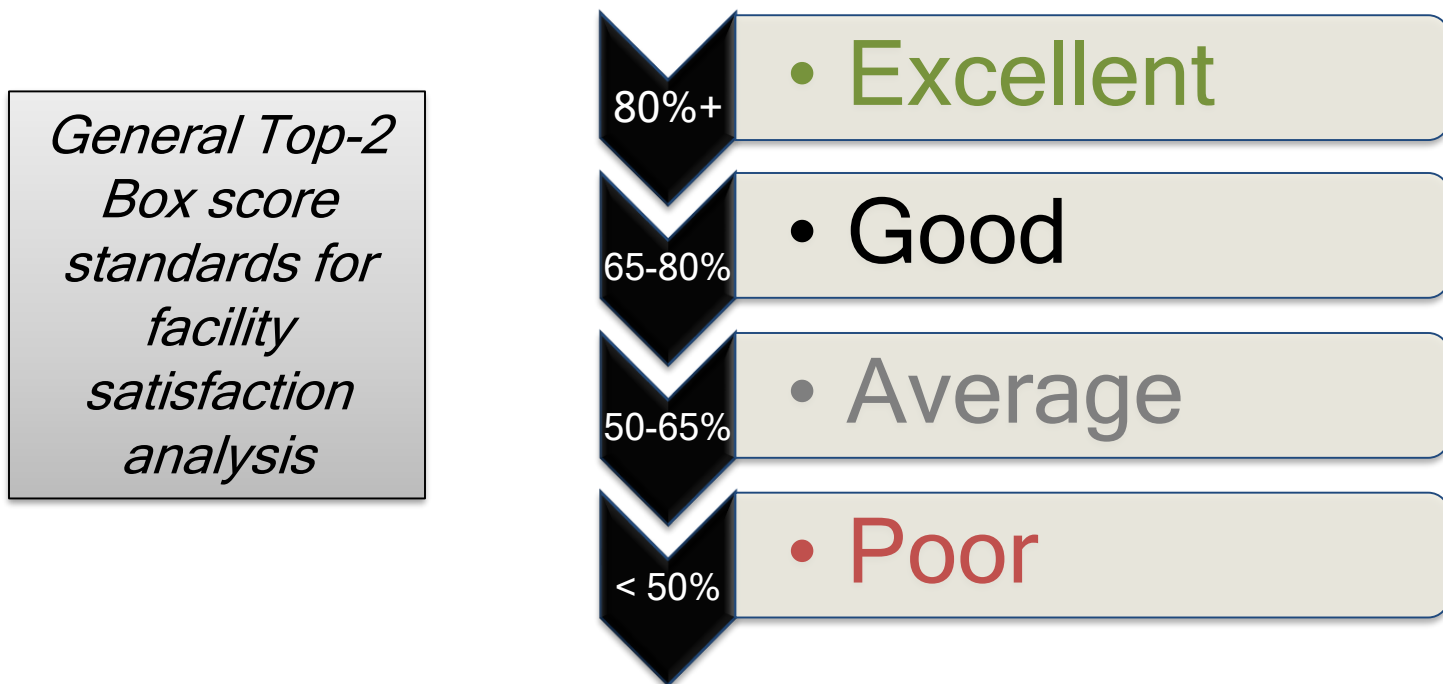 General Top-2
Box score
standards for
facility
satisfaction
analysis
80%+
• Excellent
65-80%
• Good
50-65%
• Average
< 50%
• Poor